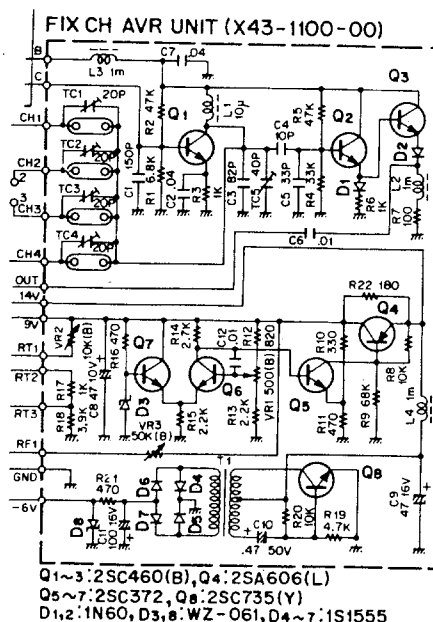 FIX CH AVR UNIT (X43-1100-00)
B
C7 .04
L3 1m
C
TC1 20P
CH1
TC2 20P
CH2
2
TC3 20P
3
CH3
TC4 20P
CH4
C1 150P
R2 47K
R1 6.8K
Q1
C2 .04
R3 1K
L1 10μ
C3 82P
TC5 40P
C4 10P
C5 33P
R4 33K
R5 47K
Q2
D1
R6 1K
Q3
D2
L2
R7 100
C6 .01
OUT
14V
9V
RT1
RT2
RT3
RF1
GND
-6V
VR2 10K(B)
R17 1K
R18 3.9K
C8 47 10V
R16 470
Q7
D3
R14 2.7K
R15 2.2K
Q6
C12 .01
R12 820
VR1 500(B)
R13 2.2K
Q5
R10 330
R11 470
R22 180
Q4
R8 10K
R9 68K
L4 1m
C9 47 16V
VR3 50K(B)
T1
D6
D4
D7
D5
R21 470
D8
C11 100 16V
C10 .47 50V
R20 10K
R19 4.7K
Q8
Q1~3:2SC460(B), Q4:2SA606(L)
Q5~7:2SC372, Q8:2SC735(Y)
D1,2:1N60, D3,8:WZ-061, D4~7:1S1555